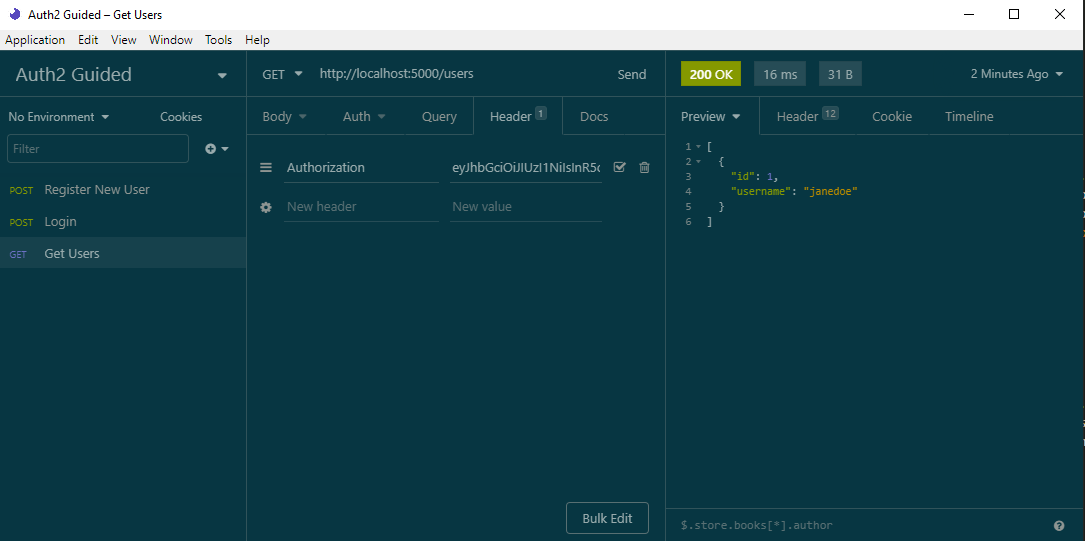 Auth2 Guided – Get Users
Application Edit View Window Tools Help
Auth2 Guided
GET http://localhost:5000/users Send
200 OK 16 ms 31 B 2 Minutes Ago
No Environment Cookies
Body Auth Query Header 1 Docs
Preview Header 12 Cookie Timeline
Filter
Authorization eyJhbGciOiJIUzI1NiIsInR5c
New header New value
POST Register New User
POST Login
GET Get Users
1 [
2 {
3 "id": 1,
4 "username": "janedoe"
5 }
6 ]
Bulk Edit
$.store.books[*].author